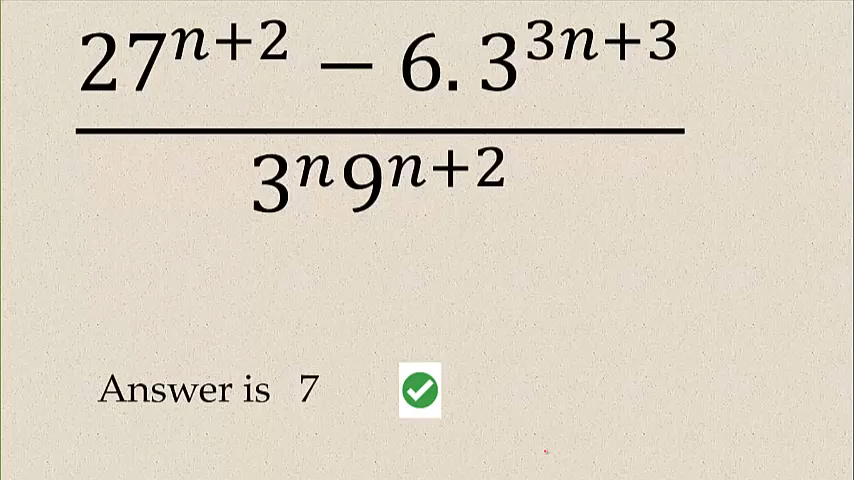 27^{n+2} − 6. 3^{3n+3}
3^{n}9^{n+2}
Answer is 7